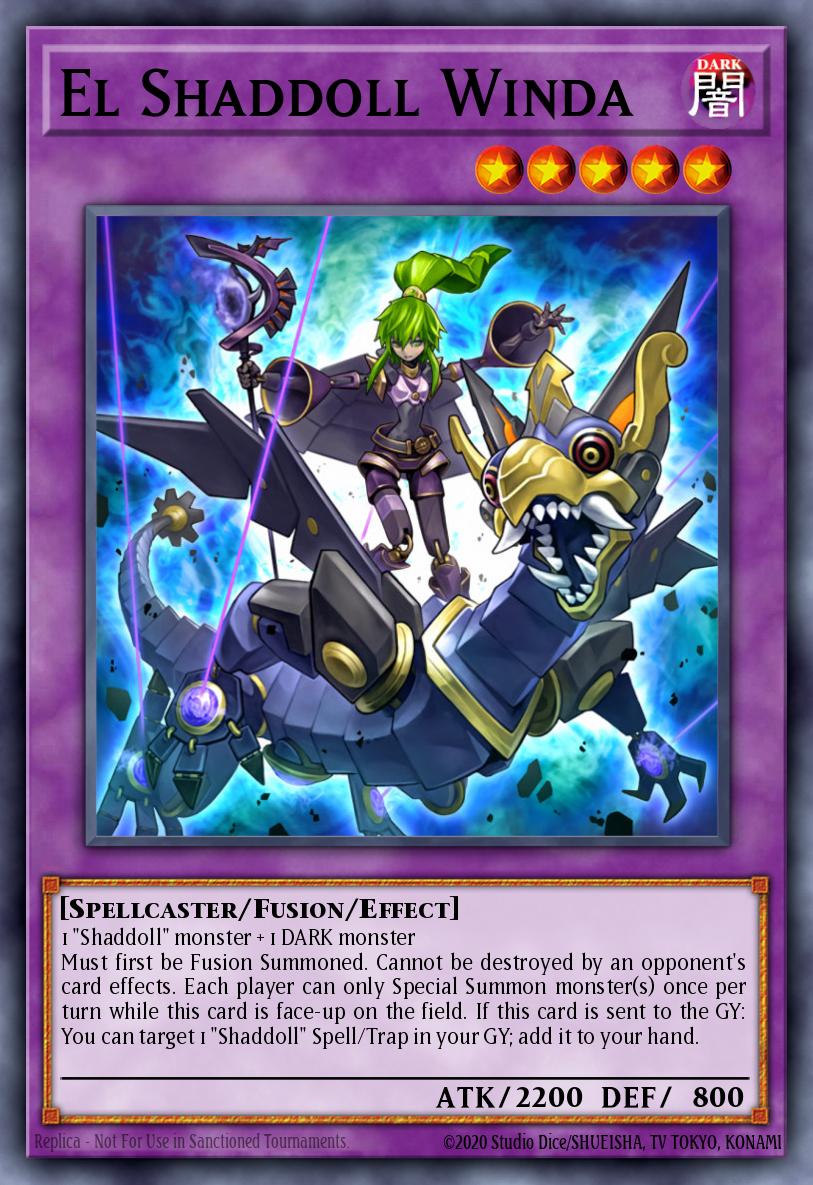 El Shaddoll Winda
DARK
闇
[Spellcaster/Fusion/Effect]
1 "Shaddoll" monster + 1 DARK monster
Must first be Fusion Summoned. Cannot be destroyed by an opponent's
card effects. Each player can only Special Summon monster(s) once per
turn while this card is face-up on the field. If this card is sent to the GY:
You can target 1 "Shaddoll" Spell/Trap in your GY; add it to your hand.
ATK/2200 DEF/ 800
Replica - Not For Use in Sanctioned Tournaments.
©2020 Studio Dice/SHUEISHA, TV TOKYO, KONAMI